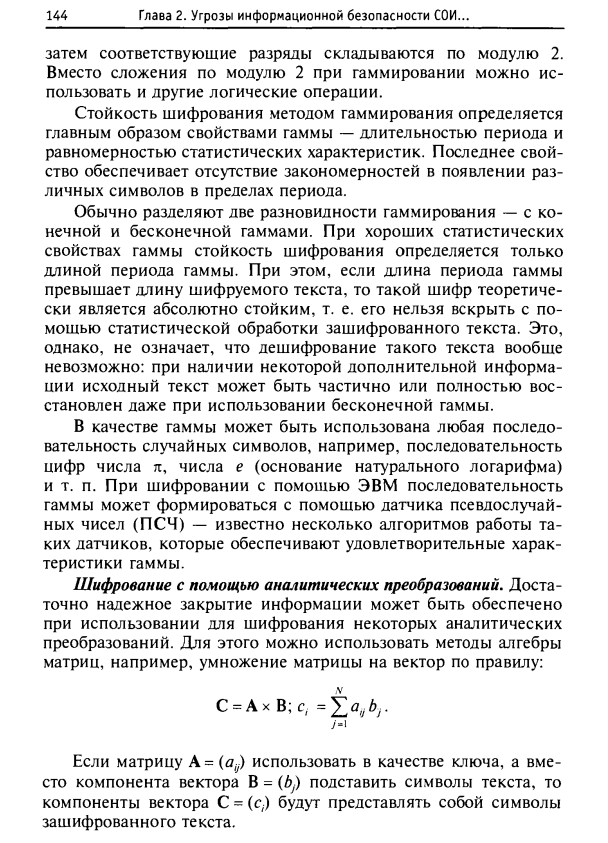 144 Глава 2. Угрозы информационной безопасности СОИ...
затем соответствующие разряды складываются по модулю 2.
Вместо сложения по модулю 2 при гаммировании можно ис-
пользовать и другие логические операции.
Стойкость шифрования методом гаммирования определяется
главным образом свойствами гаммы — длительностью периода и
равномерностью статистических характеристик. Последнее свой-
ство обеспечивает отсутствие закономерностей в появлении раз-
личных символов в пределах периода.
Обычно разделяют две разновидности гаммирования — с ко-
нечной и бесконечной гаммами. При хороших статистических
свойствах гаммы стойкость шифрования определяется только
длиной периода гаммы. При этом, если длина периода гаммы
превышает длину шифруемого текста, то такой шифр теоретиче-
ски является абсолютно стойким, т. е. его нельзя вскрыть с по-
мощью статистической обработки зашифрованного текста. Это,
однако, не означает, что дешифрование такого текста вообще
невозможно: при наличии некоторой дополнительной информа-
ции исходный текст может быть частично или полностью вос-
становлен даже при использовании бесконечной гаммы.
В качестве гаммы может быть использована любая последо-
вательность случайных символов, например, последовательность
цифр числа π, числа e (основание натурального логарифма)
и т. п. При шифровании с помощью ЭВМ последовательность
гаммы может формироваться с помощью датчика псевдослучай-
ных чисел (ПСЧ) — известно несколько алгоритмов работы та-
ких датчиков, которые обеспечивают удовлетворительные харак-
теристики гаммы.
Шифрование с помощью аналитических преобразований. Доста-
точно надежное закрытие информации может быть обеспечено
при использовании для шифрования некоторых аналитических
преобразований. Для этого можно использовать методы алгебры
матриц, например, умножение матрицы на вектор по правилу:
C = A × B; c_i = ∑_{j=1}^{N} a_{ij} b_j.
Если матрицу A = (a_{ij}) использовать в качестве ключа, а вме-
сто компонента вектора B = (b_j) подставить символы текста, то
компоненты вектора C = (c_i) будут представлять собой символы
зашифрованного текста.